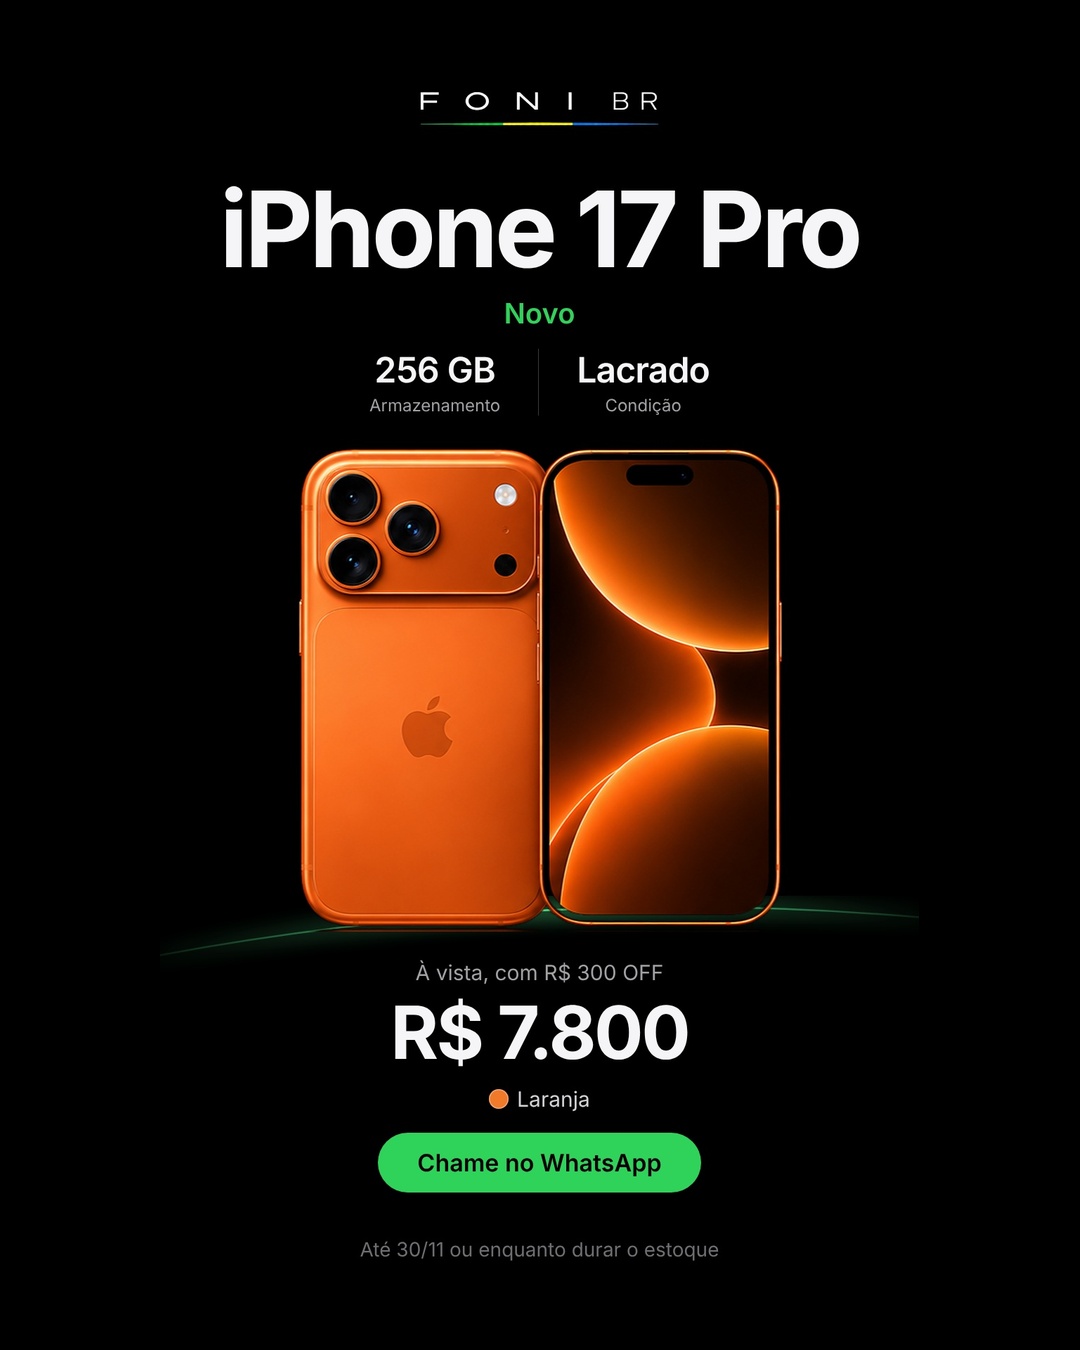 FONI BR
iPhone 17 Pro
Novo
256 GB
Armazenamento
Lacrado
Condição
À vista, com R$ 300 OFF
R$ 7.800
Laranja
Chame no WhatsApp
Até 30/11 ou enquanto durar o estoque